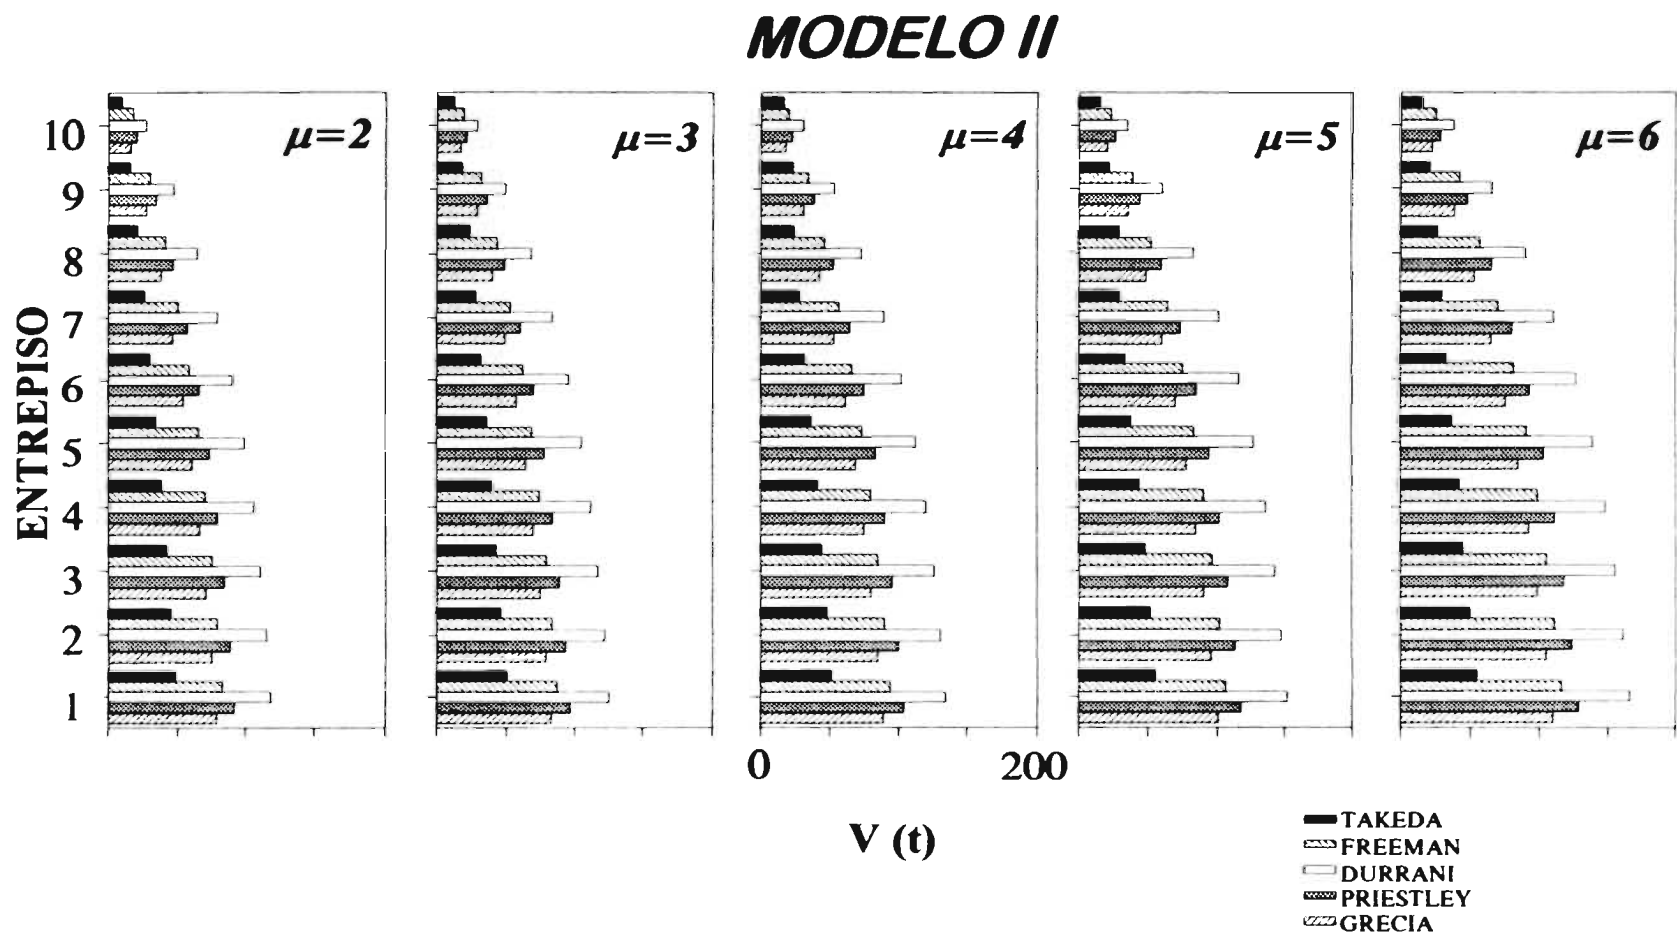 MODELO II
μ=2
μ=3
μ=4
μ=5
μ=6
ENTREPISO
10
9
8
7
6
5
4
3
2
1
0
200
V (t)
TAKEDA
FREEMAN
DURRANI
PRIESTLEY
GRECIA